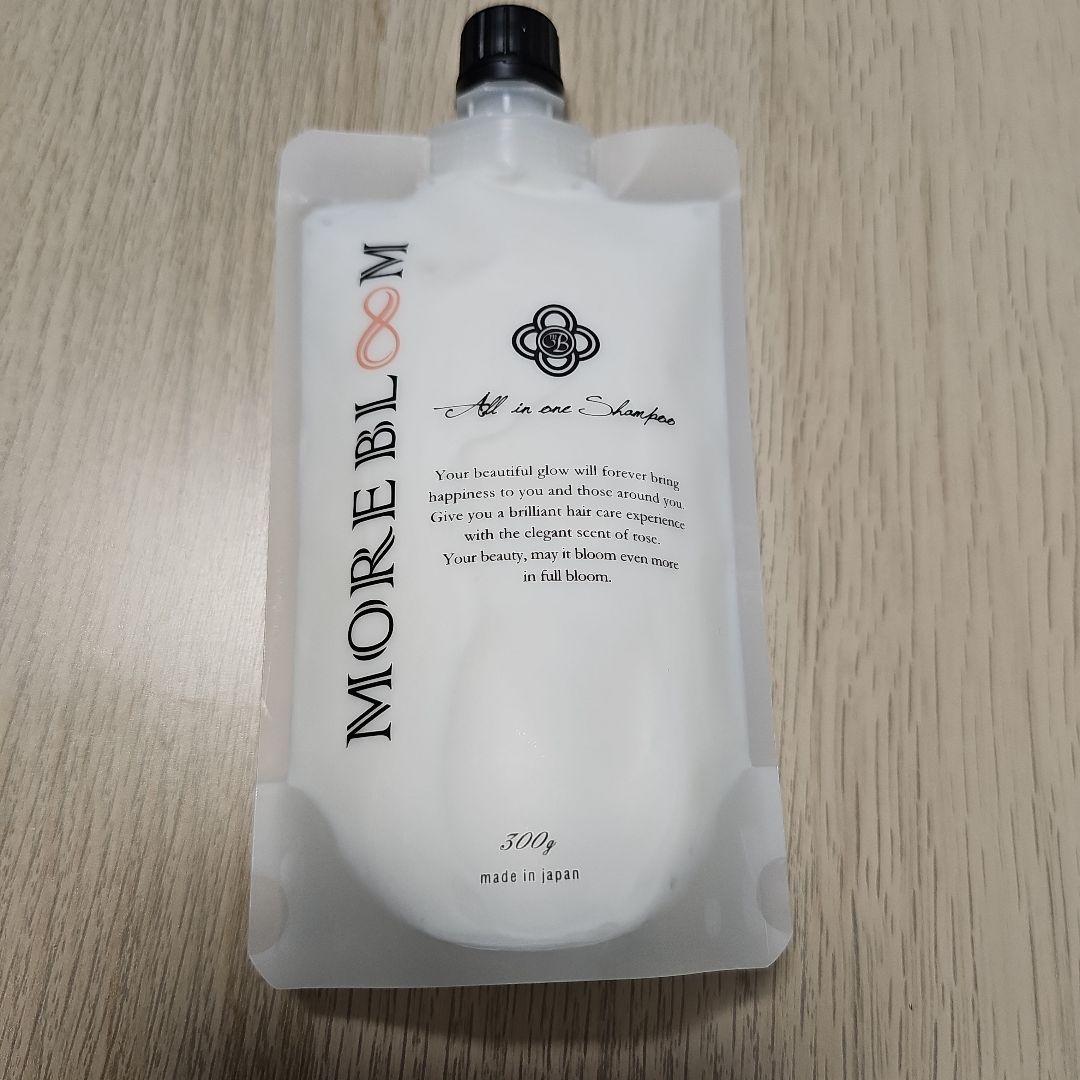 MOREBLOOM
All in one Shampoo
Your beautiful glow will forever bring
happiness to you and those around you.
Give you a brilliant hair care experience
with the elegant scent of rose.
Your beauty, may it bloom even more
in full bloom.
300g
made in japan